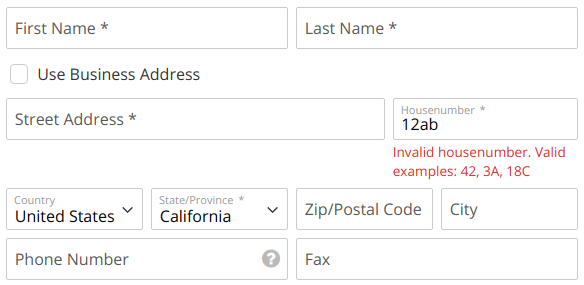 First Name *
Last Name *
Use Business Address
Street Address *
Housenumber *
12ab
Invalid housenumber. Valid
examples: 42, 3A, 18C
Country
United States
State/Province *
California
Zip/Postal Code
City
Phone Number
?
Fax